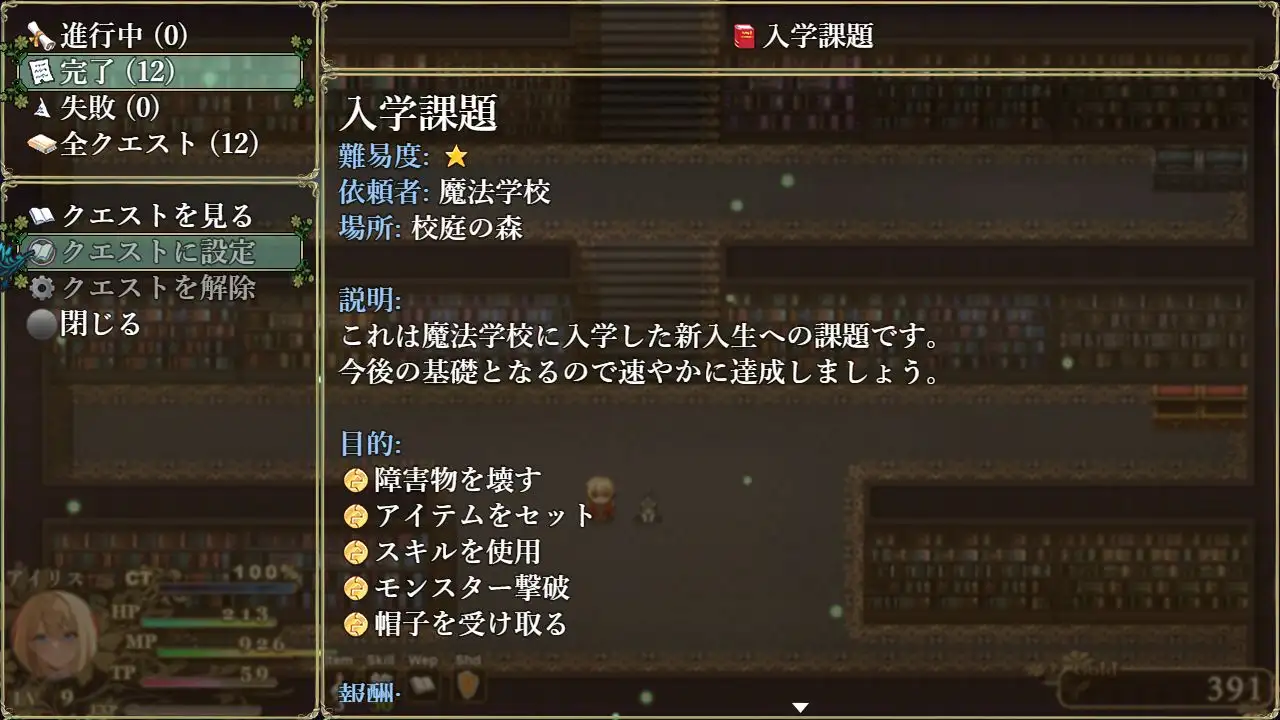 進行中 (0)
完了 (12)
失敗 (0)
全クエスト (12)
クエストを見る
クエストに設定
クエストを解除
閉じる
入学課題
入学課題
難易度: ⭐
依頼者: 魔法学校
場所: 校庭の森
説明:
これは魔法学校に入学した新入生への課題です。
今後の基礎となるので速やかに達成しましょう。
目的:
障害物を壊す
アイテムをセット
スキルを使用
モンスター撃破
帽子を受け取る
報酬:
アイリス CT 100%
HP 213
MP 926
TP 59
9
Skill Wep Shd
Gold
391